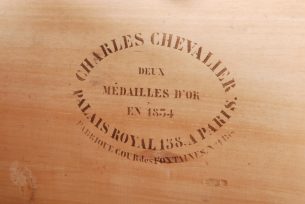 CHARLES CHEVALIER
DEUX
MÉDAILLES D'OR
EN 1834
PALAIS ROYAL 158. A PARIS.
FABRIQUE COUR des FONTAINES, N.